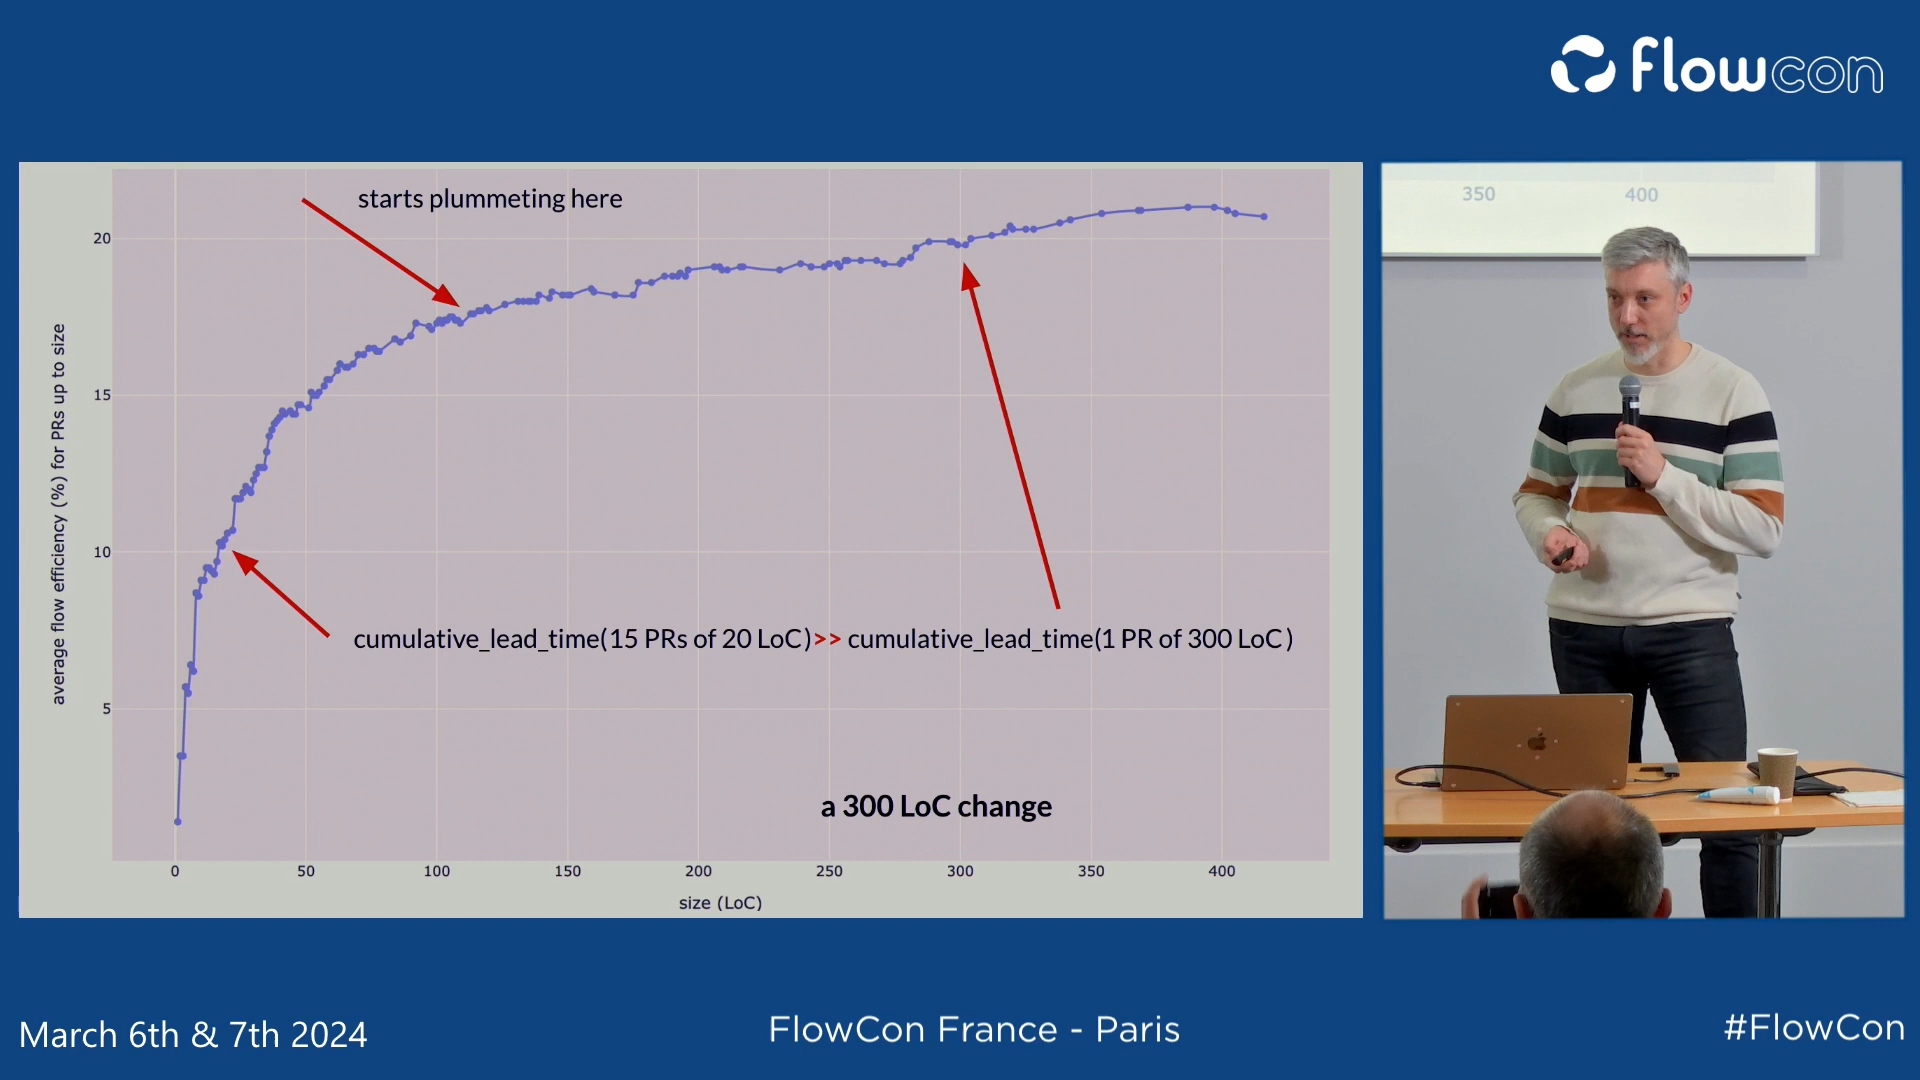 flowcon
starts plummeting here
20
15
10
5
average flow efficiency (%) for PRs up to size
cumulative_lead_time(15 PRs of 20 LoC)>> cumulative_lead_time(1 PR of 300 LoC)
a 300 LoC change
0 50 100 150 200 250 300 350 400
size (LoC)
350 400
March 6th & 7th 2024
FlowCon France - Paris
#FlowCon